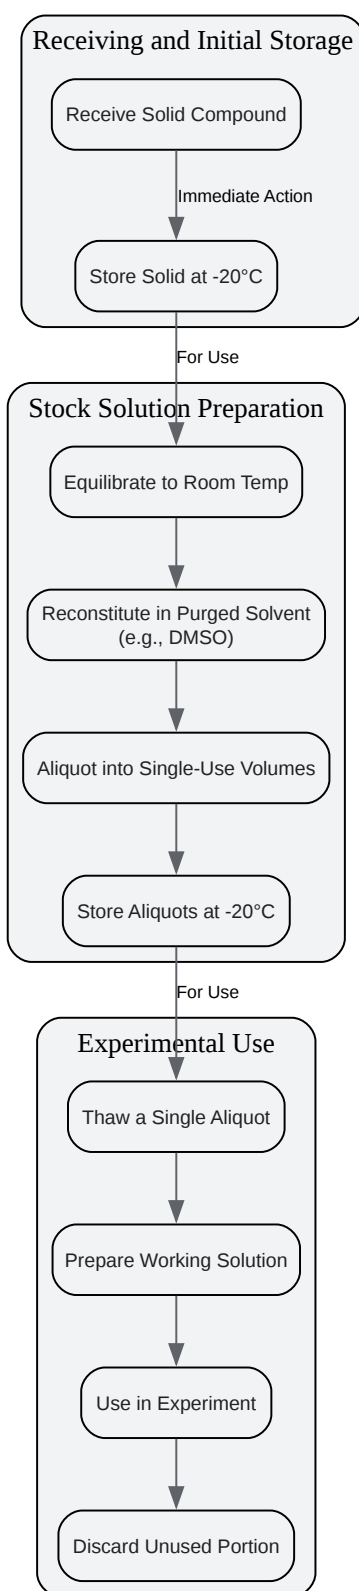 Receiving and Initial Storage
Receive Solid Compound
Immediate Action
Store Solid at -20°C
For Use
Stock Solution Preparation
Equilibrate to Room Temp
Reconstitute in Purged Solvent
(e.g., DMSO)
Aliquot into Single-Use Volumes
Store Aliquots at -20°C
For Use
Experimental Use
Thaw a Single Aliquot
Prepare Working Solution
Use in Experiment
Discard Unused Portion